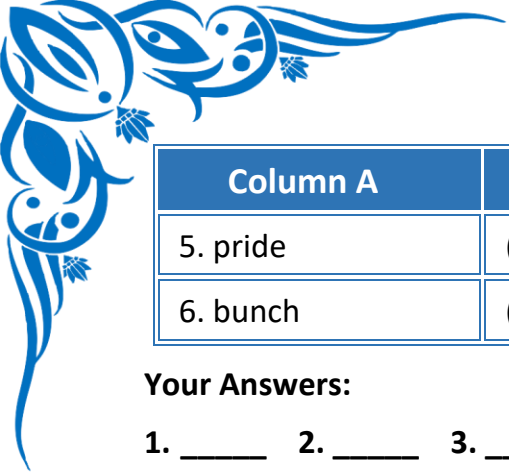 Column A
5. pride (
6. bunch (
Your Answers:
1. _____ 2. _____ 3. _